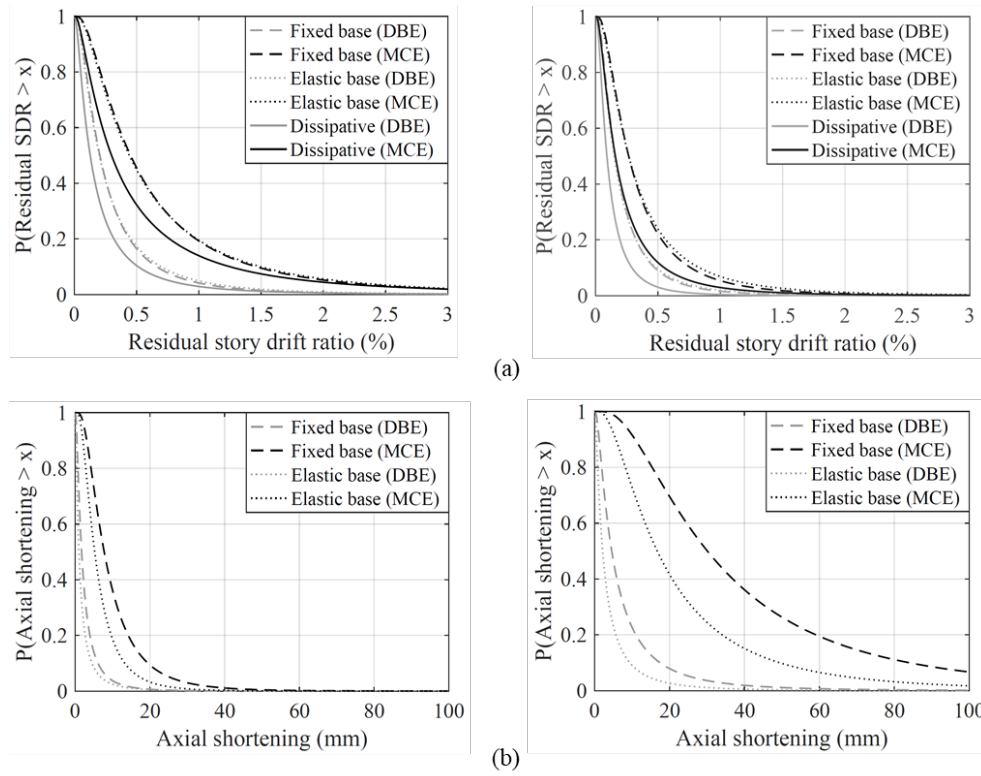 P(Residual SDR > x)
1
0.8
0.6
0.4
0.2
0
Fixed base (DBE)
Fixed base (MCE)
Elastic base (DBE)
Elastic base (MCE)
Dissipative (DBE)
Dissipative (MCE)
0 0.5 1 1.5 2 2.5 3
Residual story drift ratio (%)
P(Residual SDR > x)
1
0.8
0.6
0.4
0.2
0
Fixed base (DBE)
Fixed base (MCE)
Elastic base (DBE)
Elastic base (MCE)
Dissipative (DBE)
Dissipative (MCE)
0 0.5 1 1.5 2 2.5 3
Residual story drift ratio (%)
(a)
P(Axial shortening > x)
1
0.8
0.6
0.4
0.2
0
Fixed base (DBE)
Fixed base (MCE)
Elastic base (DBE)
Elastic base (MCE)
0 20 40 60 80 100
Axial shortening (mm)
P(Axial shortening > x)
1
0.8
0.6
0.4
0.2
0
Fixed base (DBE)
Fixed base (MCE)
Elastic base (DBE)
Elastic base (MCE)
0 20 40 60 80 100
Axial shortening (mm)
(b)